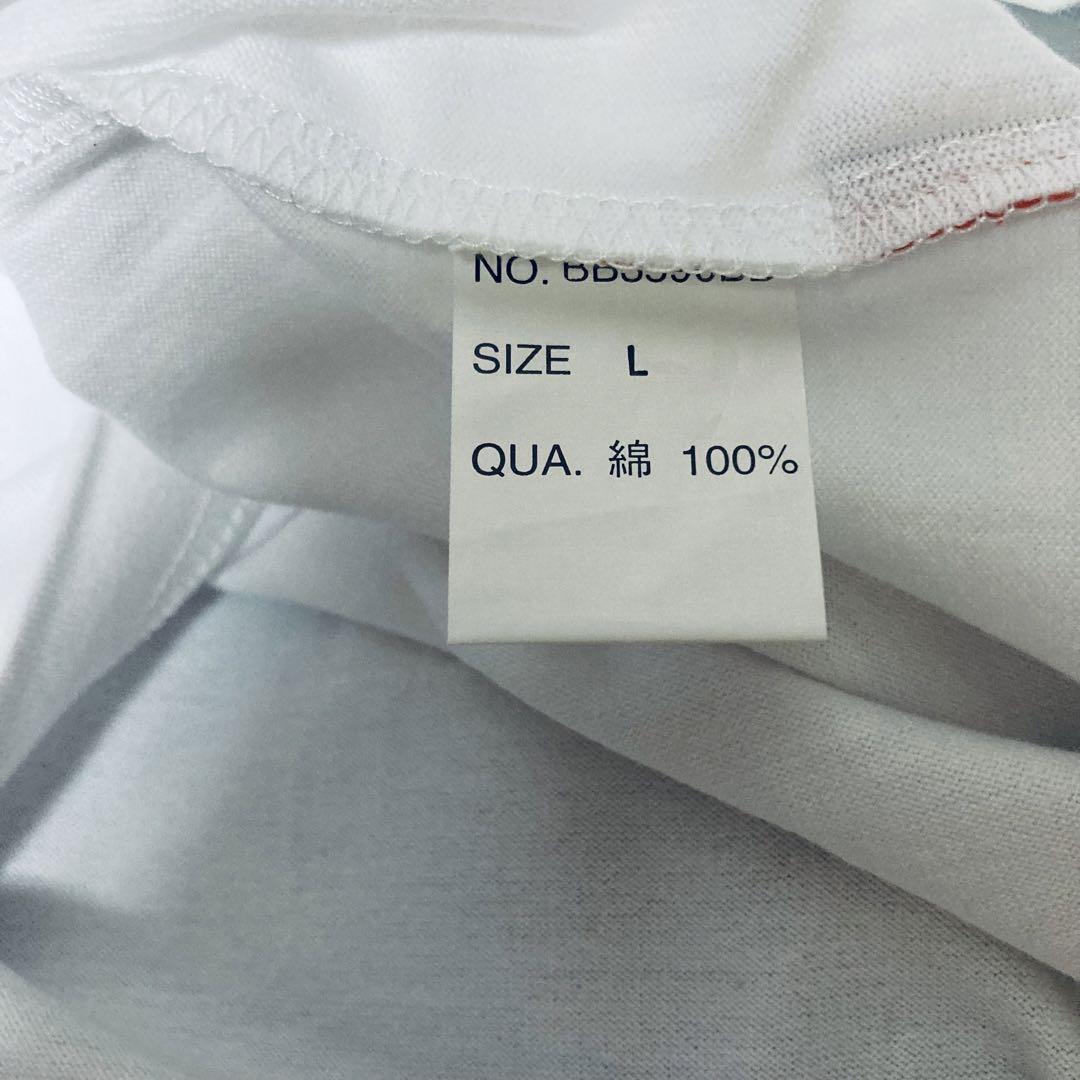 NO.
SIZE L
QUA. 綿 100%